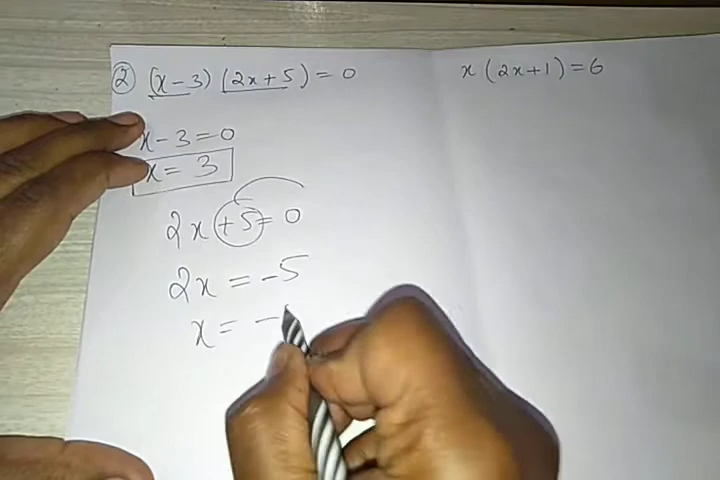 ② (x-3) (2x+5) = 0
x-3=0
x = 3
2x+5=0
2x = -5
x = -
x (2x+1) = 6